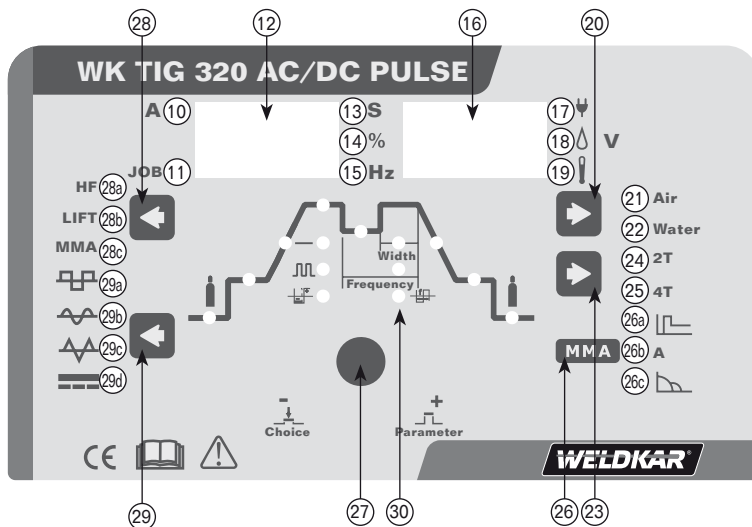 28 12 16 20
WK TIG 320 AC/DC PULSE
A 10 13 S 17
14 % 18 V
JOB 11 15 Hz 19
HF 28a
LIFT 28b
MMA 28c
29a
29b
29c
29d
21 Air
22 Water
24 2T
25 4T
26a
MMA 26b A
26c
Width
Frequency
- +
Choice Parameter
CE
WELDKAR®
29 27 30 26 23